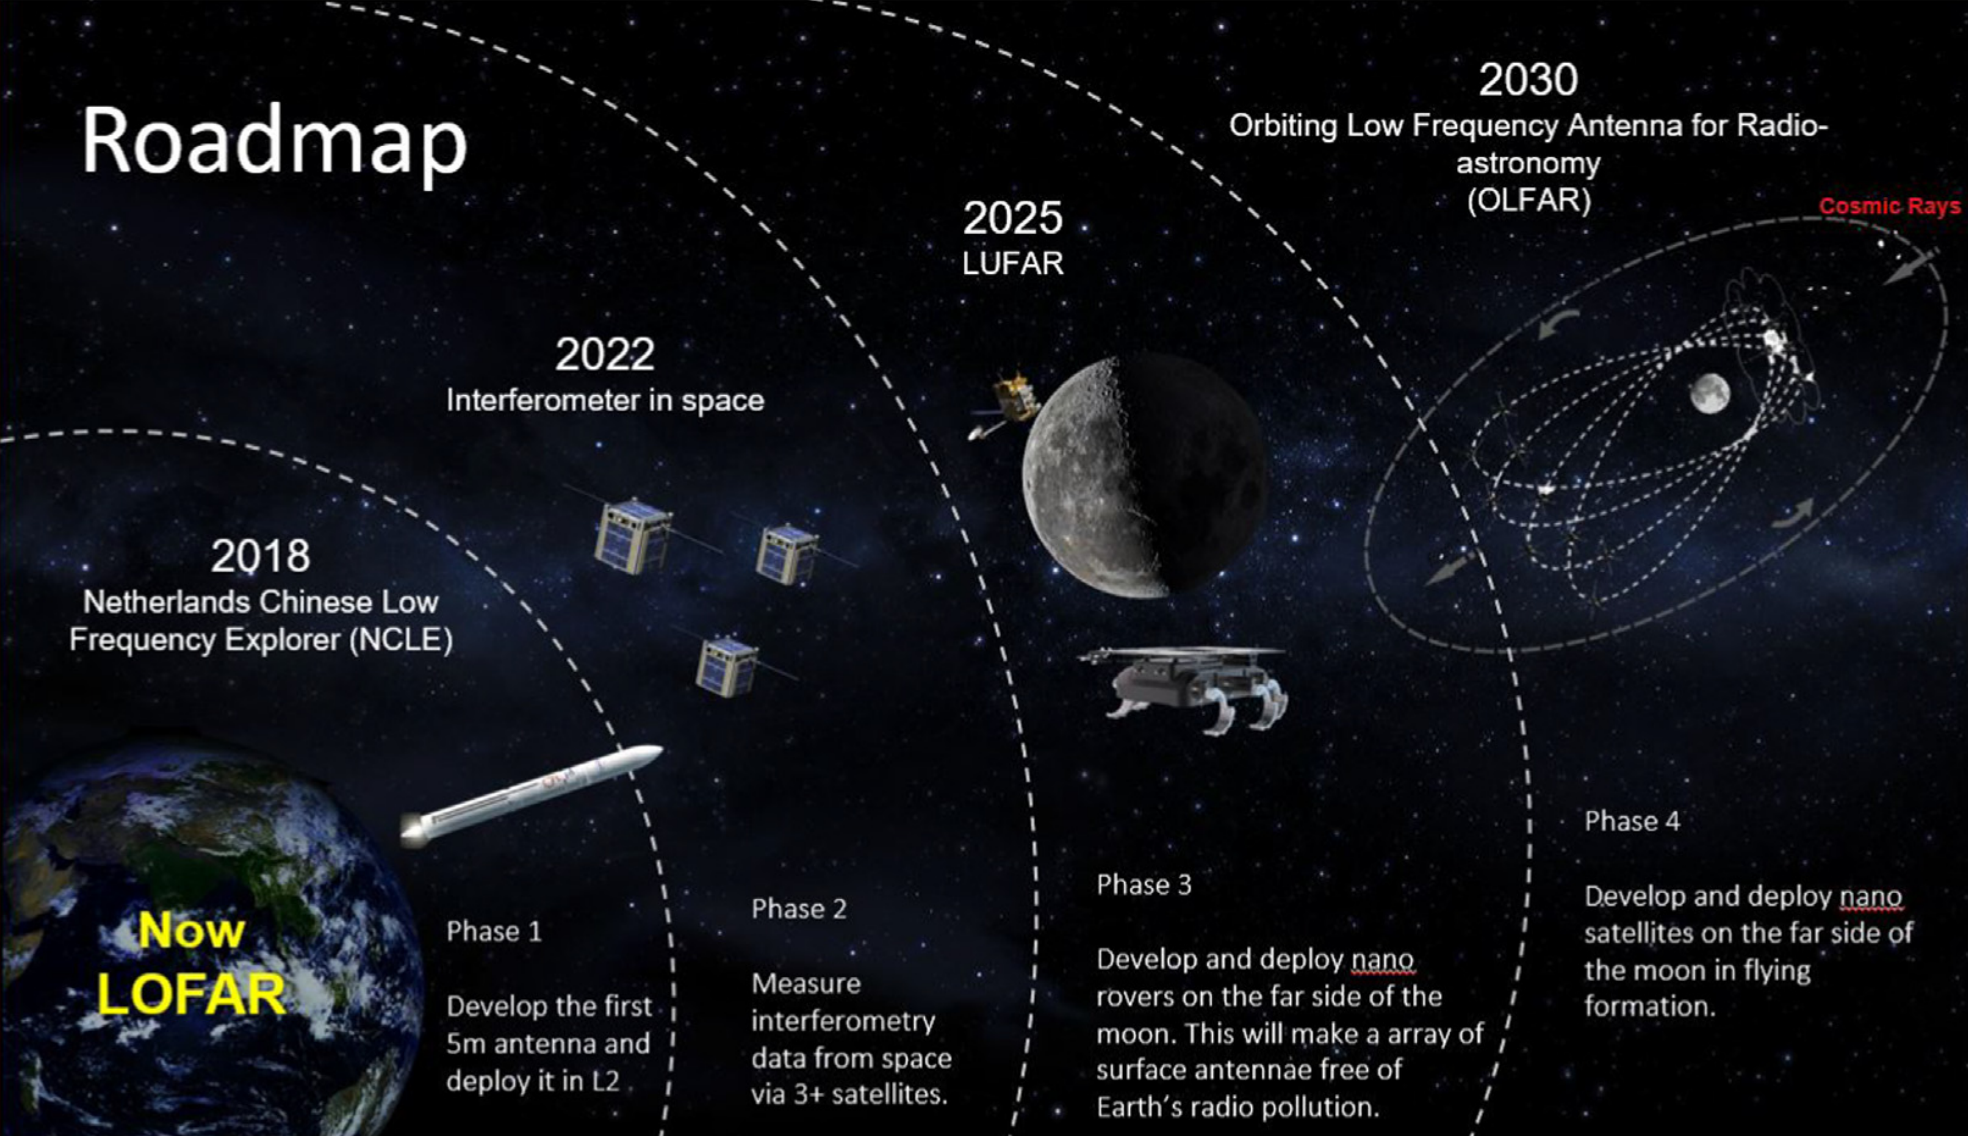 Roadmap
2030
Orbiting Low Frequency Antenna for Radio-
astronomy
(OLFAR)
Cosmic Rays
2025
LUFAR
2022
Interferometer in space
2018
Netherlands Chinese Low
Frequency Explorer (NCLE)
Now
LOFAR
Phase 1
Develop the first
5m antenna and
deploy it in L2
Phase 2
Measure
interferometry
data from space
via 3+ satellites.
Phase 3
Develop and deploy nano
rovers on the far side of the
moon. This will make a array of
surface antennae free of
Earth's radio pollution.
Phase 4
Develop and deploy nano
satellites on the far side of
the moon in flying
formation.